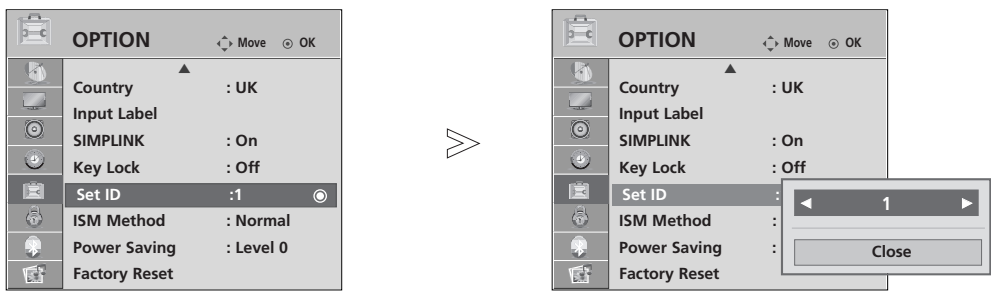 OPTION Move OK
Country : UK
Input Label
SIMPLINK : On
Key Lock : Off
Set ID :1
ISM Method : Normal
Power Saving : Level 0
Factory Reset
OPTION Move OK
Country : UK
Input Label
SIMPLINK : On
Key Lock : Off
Set ID :
ISM Method :
Power Saving :
Factory Reset
1
Close